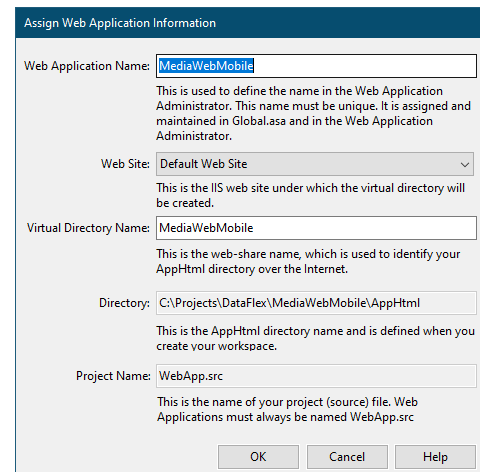 Assign Web Application Information
Web Application Name: MediaWebMobile
This is used to define the name in the Web Application
Administrator. This name must be unique. It is assigned and
maintained in Global.asa and in the Web Application
Administrator.
Web Site: Default Web Site
This is the IIS web site under which the virtual directory will
be created.
Virtual Directory Name: MediaWebMobile
This is the web-share name, which is used to identify your
AppHtml directory over the Internet.
Directory: C:\Projects\DataFlex\MediaWebMobile\AppHtml
This is the AppHtml directory name and is defined when you
create your workspace.
Project Name: WebApp.src
This is the name of your project (source) file. Web
Applications must always be named WebApp.src
OK Cancel Help